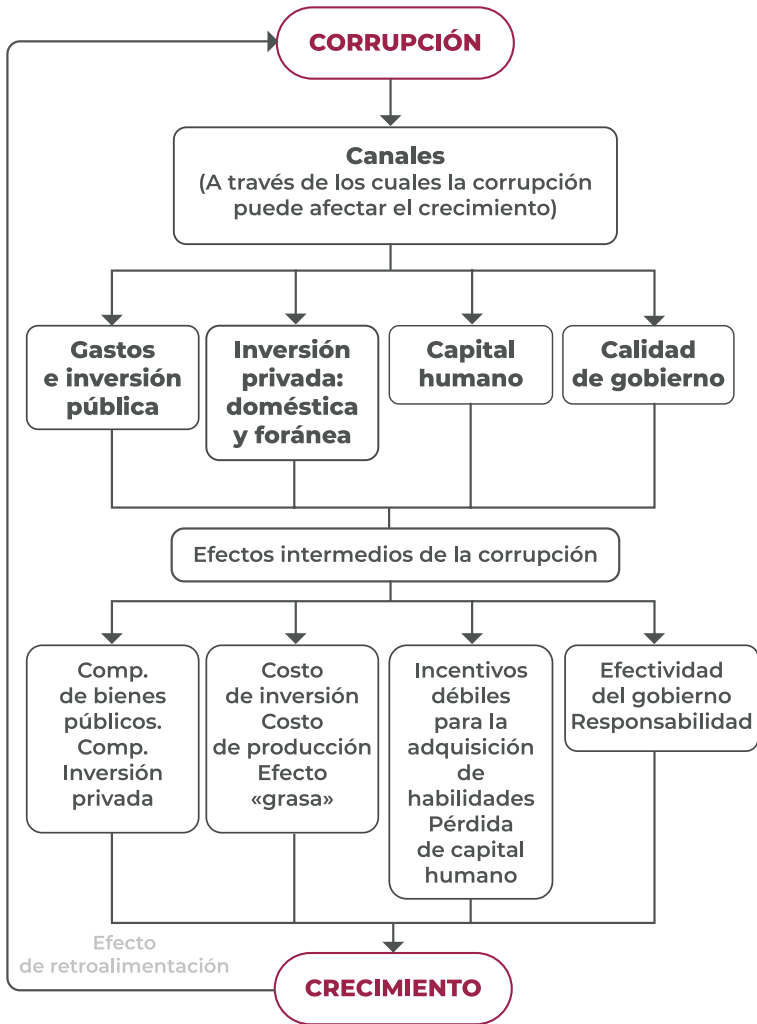 CORRUPCIÓN
Canales
(A través de los cuales la corrupción
puede afectar el crecimiento)
Gastos
e inversión
pública
Inversión
privada:
doméstica
y foránea
Capital
humano
Calidad
de gobierno
Efectos intermedios de la corrupción
Comp.
de bienes
públicos.
Comp.
Inversión
privada
Costo
de inversión
Costo
de producción
Efecto
«grasa»
Incentivos
débiles
para la
adquisición
de
habilidades
Pérdida
de capital
humano
Efectividad
del gobierno
Responsabilidad
Efecto
de retroalimentación
CRECIMIENTO